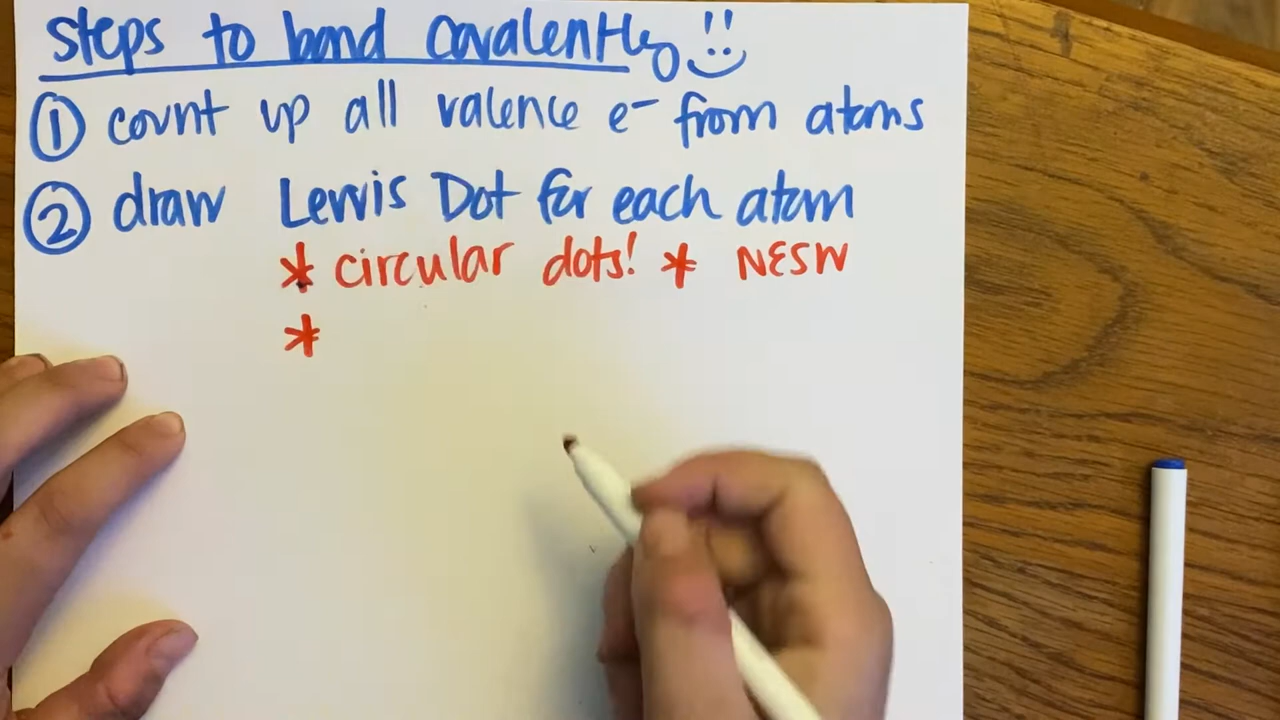 steps to bond covalently
① count up all valence e⁻ from atoms
② draw Lewis Dot for each atom
* circular dots! * NESW
*